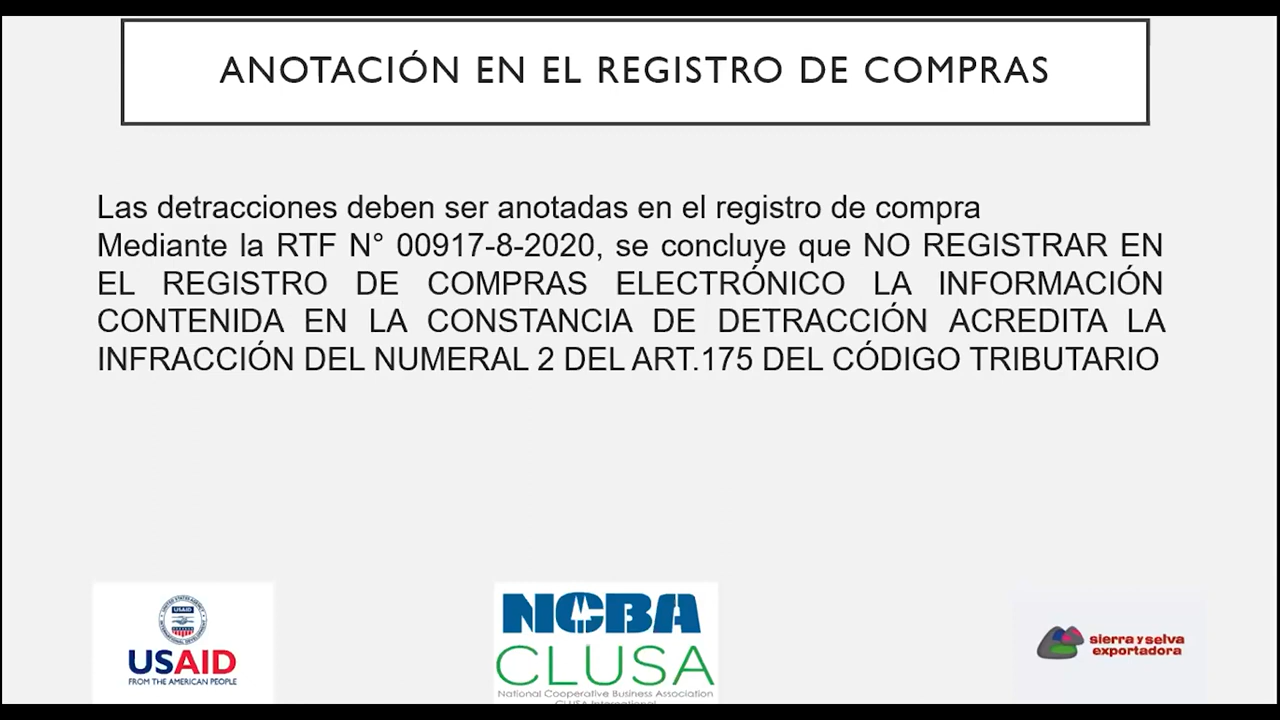 ANOTACIÓN EN EL REGISTRO DE COMPRAS
Las detracciones deben ser anotadas en el registro de compra
Mediante la RTF N° 00917-8-2020, se concluye que NO REGISTRAR EN
EL REGISTRO DE COMPRAS ELECTRÓNICO LA INFORMACIÓN
CONTENIDA EN LA CONSTANCIA DE DETRACCIÓN ACREDITA LA
INFRACCIÓN DEL NUMERAL 2 DEL ART.175 DEL CÓDIGO TRIBUTARIO
USAID
USAID
FROM THE AMERICAN PEOPLE
NCBA
CLUSA
National Cooperative Business Association
CLUSA International
sierra y selva
exportadora